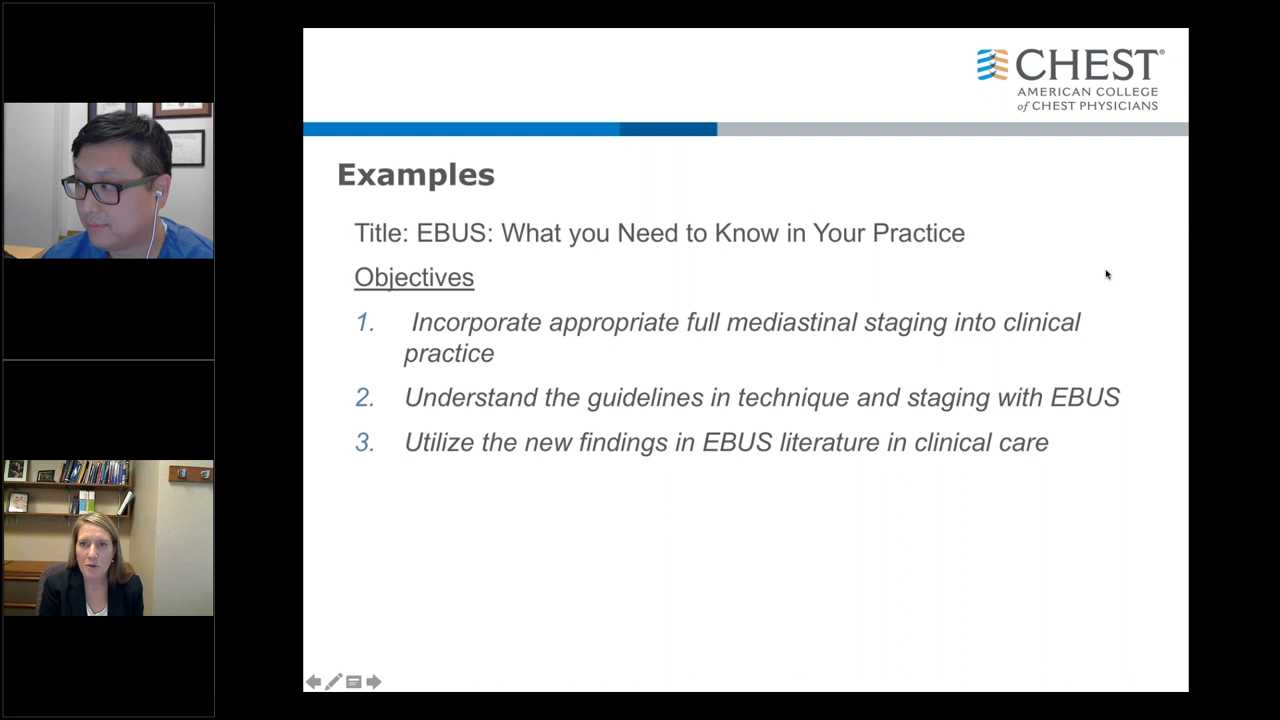 CHEST®
AMERICAN COLLEGE
of CHEST PHYSICIANS
Examples
Title: EBUS: What you Need to Know in Your Practice
Objectives
1. Incorporate appropriate full mediastinal staging into clinical
practice
2. Understand the guidelines in technique and staging with EBUS
3. Utilize the new findings in EBUS literature in clinical care